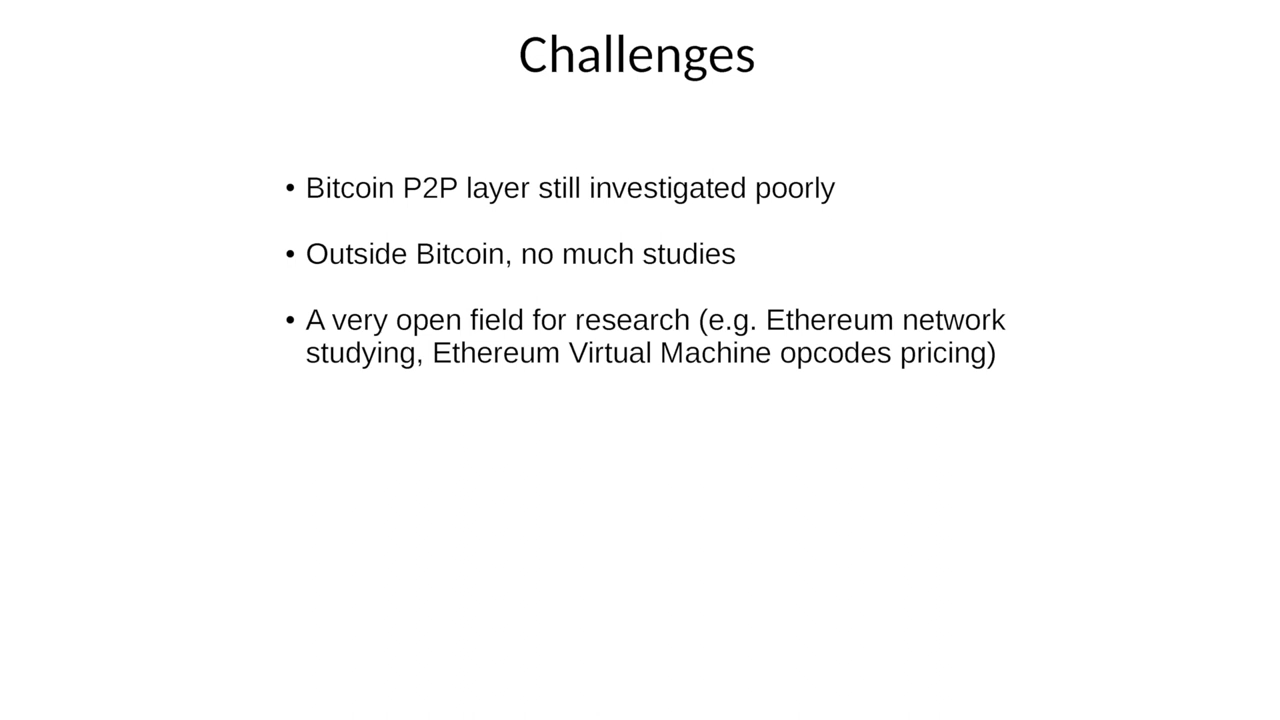 Challenges
• Bitcoin P2P layer still investigated poorly
• Outside Bitcoin, no much studies
• A very open field for research (e.g. Ethereum network
studying, Ethereum Virtual Machine opcodes pricing)